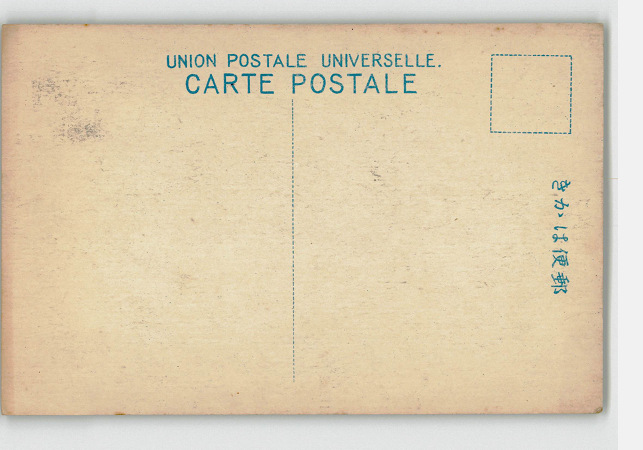 UNION POSTALE UNIVERSELLE.
CARTE POSTALE
きかは便郵